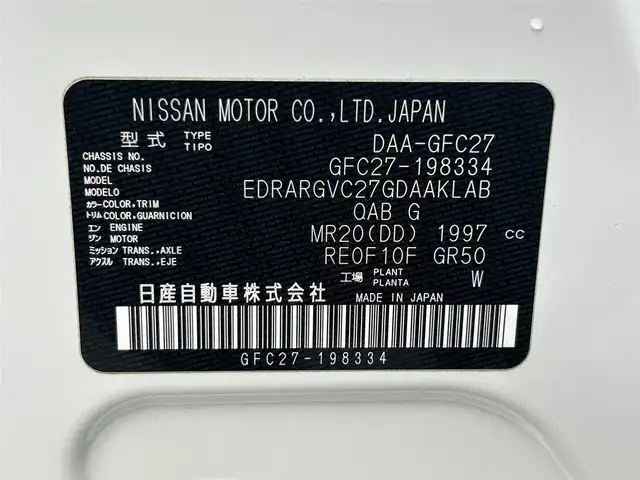 NISSAN MOTOR CO.,LTD.JAPAN
型式 TYPE TIPO DAA-GFC27
CHASSIS NO. NO.DE CHASIS GFC27-198334
MODEL MODELO EDRARGVC27GDAAKLAB
カラー COLOR,TRIM トリム COLOR,GUARNICION QAB G
エンジン ENGINE MOTOR MR20(DD) 1997 cc
ミッション TRANS.,AXLE アクスル TRANS.,EJE RE0F10F GR50
工場 PLANT PLANTA W
日産自動車株式会社 MADE IN JAPAN
GFC27-198334